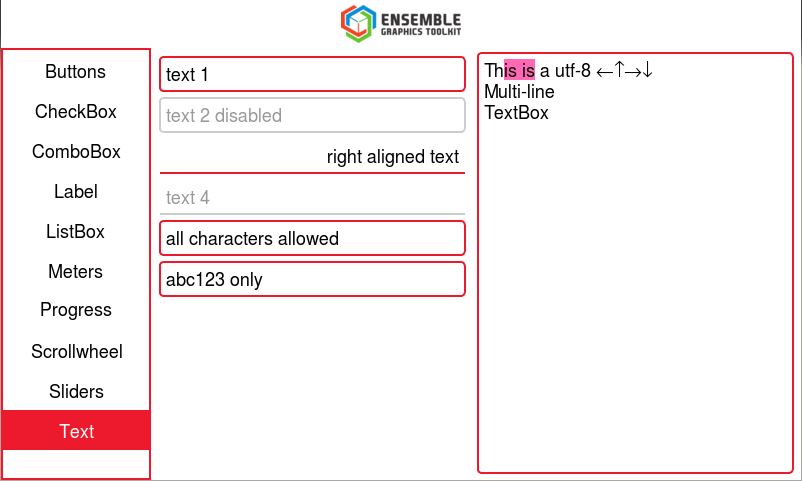 ENSEMBLE
GRAPHICS TOOLKIT
Buttons
CheckBox
ComboBox
Label
ListBox
Meters
Progress
Scrollwheel
Sliders
Text
text 1
text 2 disabled
right aligned text
text 4
all characters allowed
abc123 only
This is a utf-8 ←↑→↓
Multi-line
TextBox